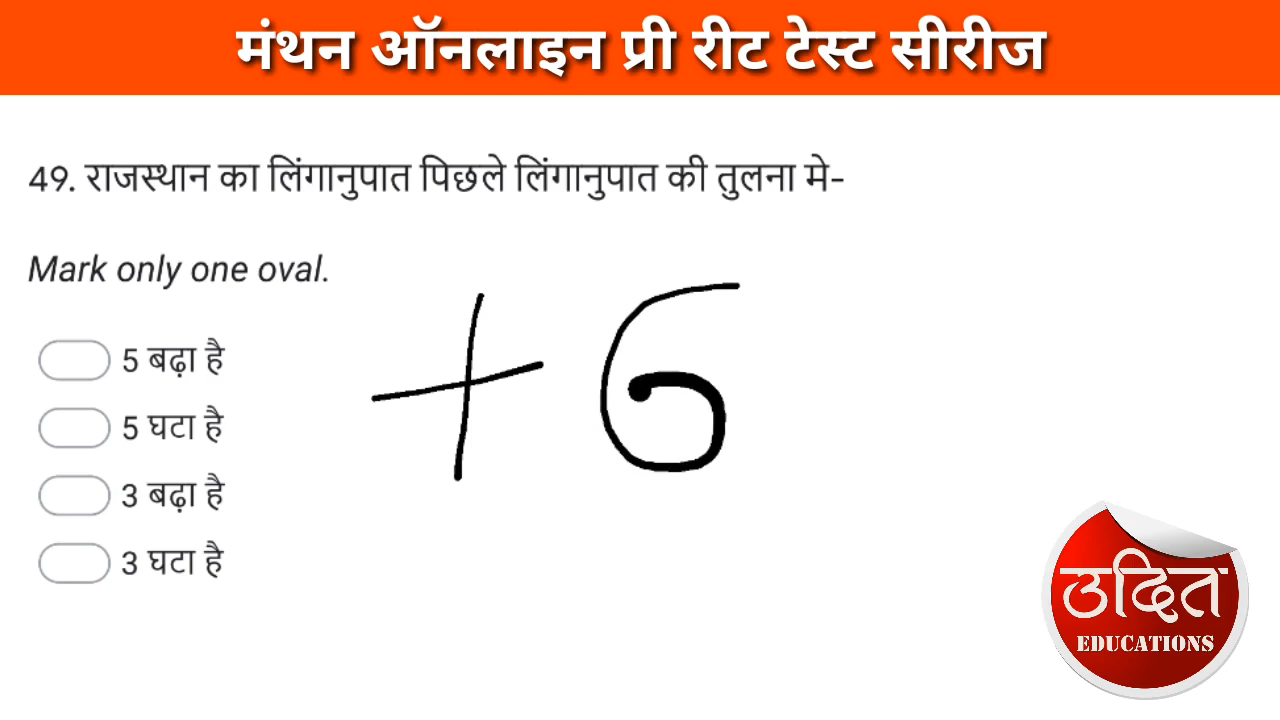 मंथन ऑनलाइन प्री रीट टेस्ट सीरीज
49. राजस्थान का लिंगानुपात पिछले लिंगानुपात की तुलना मे-
Mark only one oval.
5 बढ़ा है
5 घटा है
3 बढ़ा है
3 घटा है
+6
उदित
EDUCATIONS